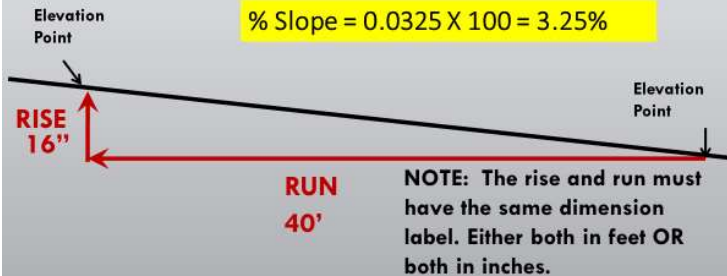 Elevation
Point
% Slope = 0.0325 X 100 = 3.25%
Elevation
Point
RISE
16”
RUN
40’
NOTE: The rise and run must
have the same dimension
label. Either both in feet OR
both in inches.